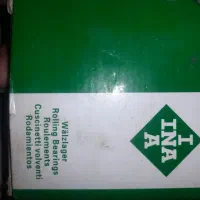 I
INA
A
Wälzlager
Rolling Bearings
Roulements
Cuscinetti volventi
Rodamientos